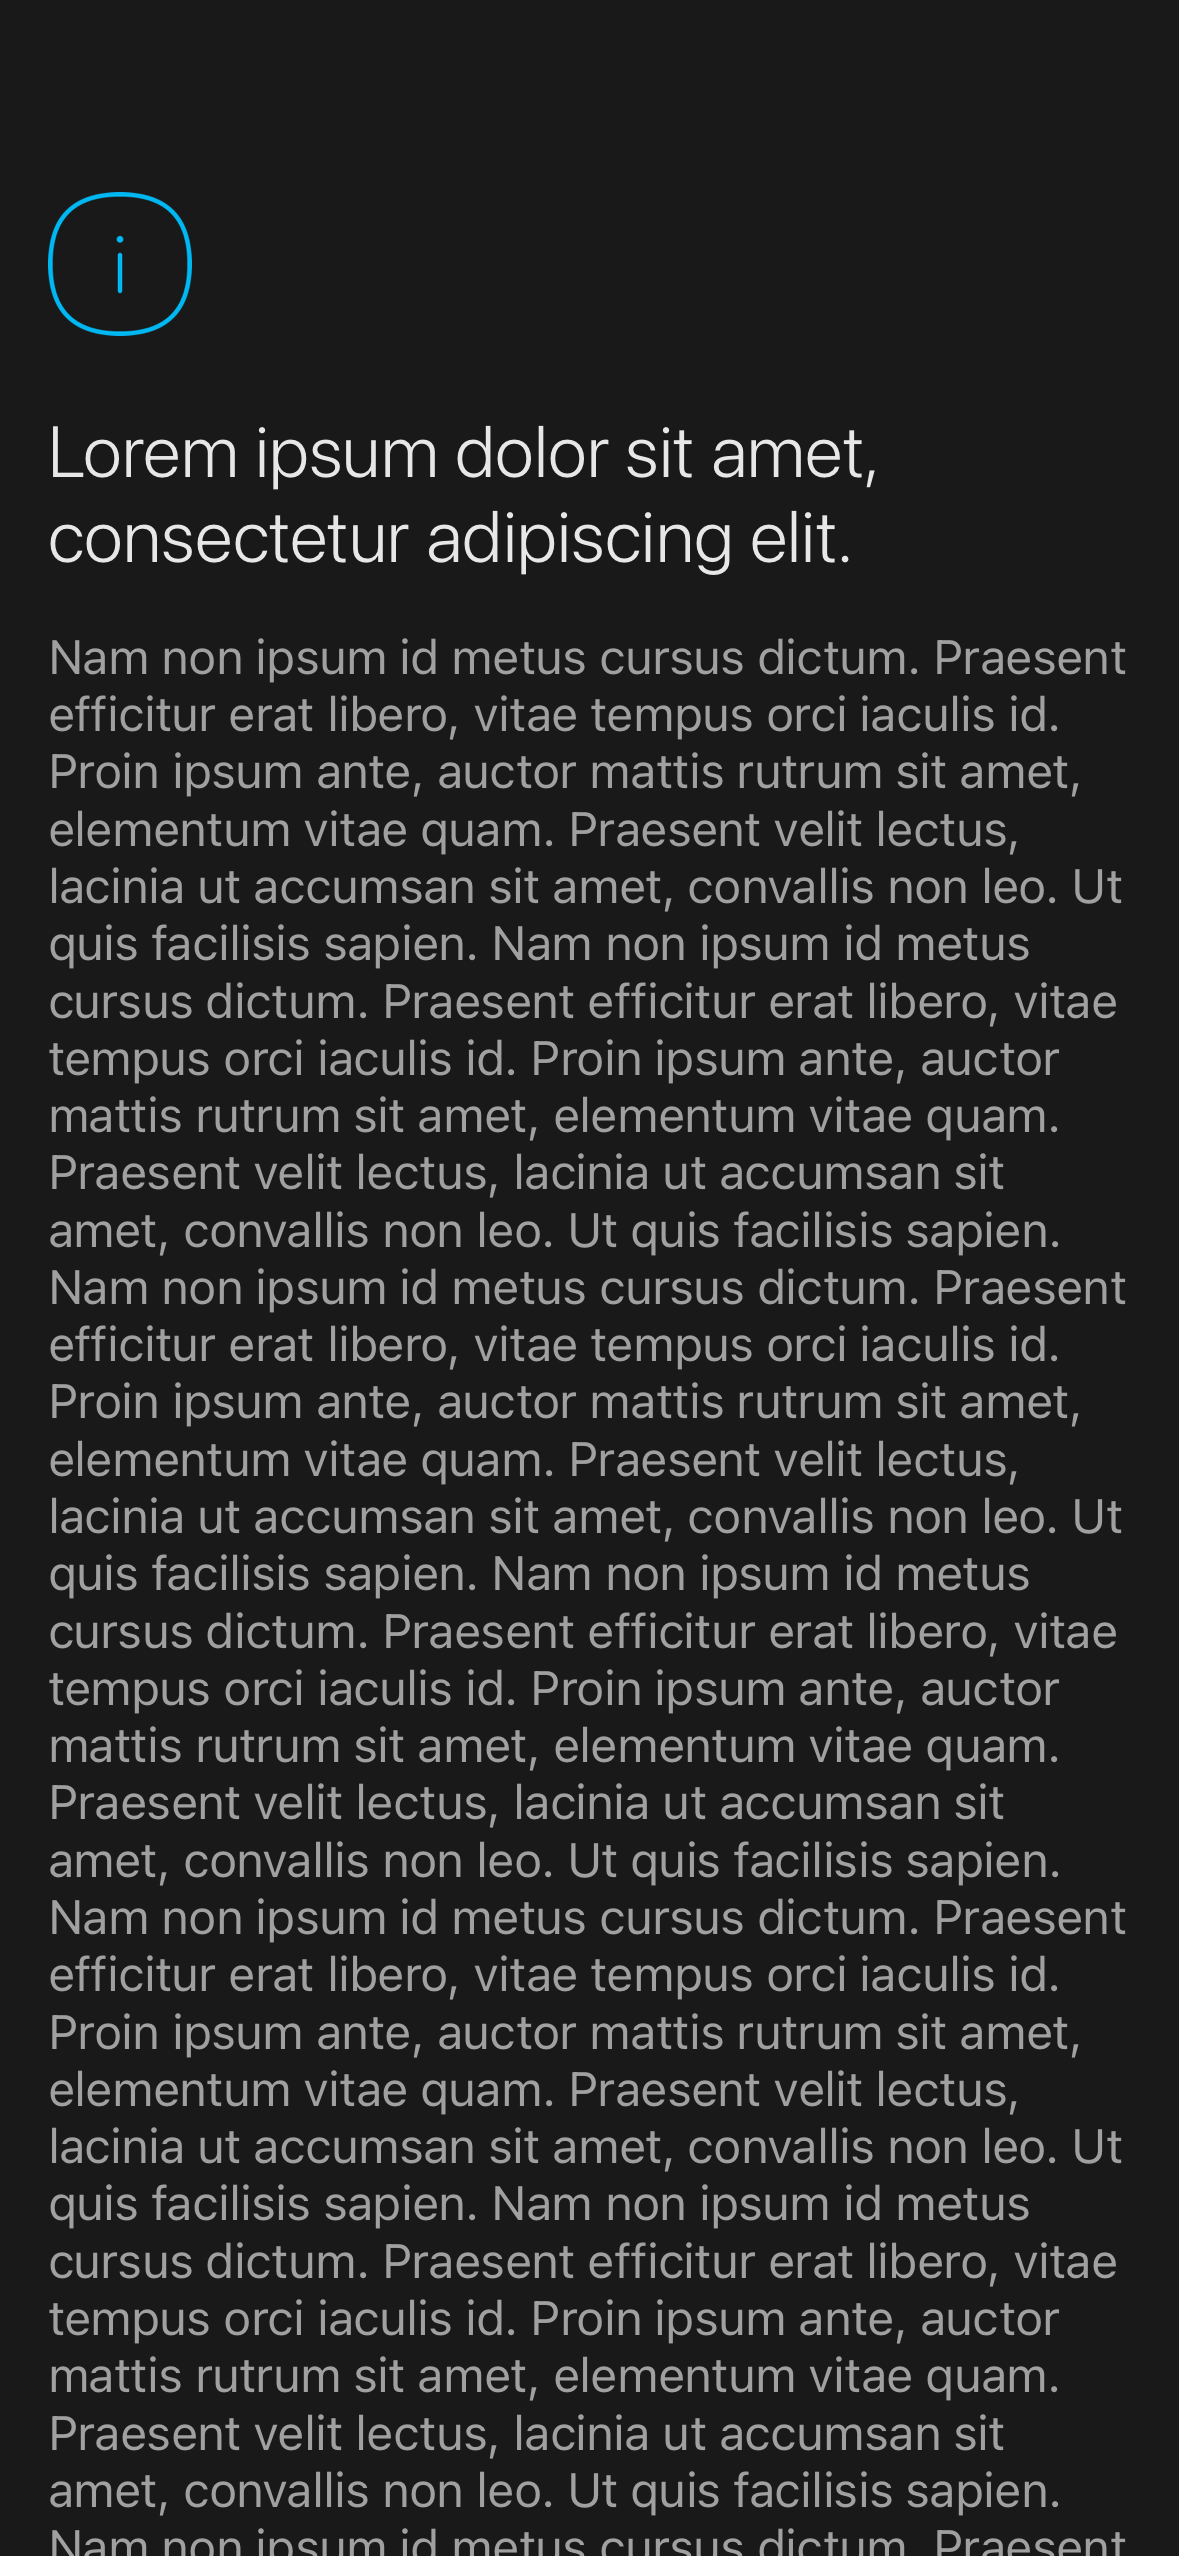 i
Lorem ipsum dolor sit amet,
consectetur adipiscing elit.
Nam non ipsum id metus cursus dictum. Praesent
efficitur erat libero, vitae tempus orci iaculis id.
Proin ipsum ante, auctor mattis rutrum sit amet,
elementum vitae quam. Praesent velit lectus,
lacinia ut accumsan sit amet, convallis non leo. Ut
quis facilisis sapien. Nam non ipsum id metus
cursus dictum. Praesent efficitur erat libero, vitae
tempus orci iaculis id. Proin ipsum ante, auctor
mattis rutrum sit amet, elementum vitae quam.
Praesent velit lectus, lacinia ut accumsan sit
amet, convallis non leo. Ut quis facilisis sapien.
Nam non ipsum id metus cursus dictum. Praesent
efficitur erat libero, vitae tempus orci iaculis id.
Proin ipsum ante, auctor mattis rutrum sit amet,
elementum vitae quam. Praesent velit lectus,
lacinia ut accumsan sit amet, convallis non leo. Ut
quis facilisis sapien. Nam non ipsum id metus
cursus dictum. Praesent efficitur erat libero, vitae
tempus orci iaculis id. Proin ipsum ante, auctor
mattis rutrum sit amet, elementum vitae quam.
Praesent velit lectus, lacinia ut accumsan sit
amet, convallis non leo. Ut quis facilisis sapien.
Nam non ipsum id metus cursus dictum. Praesent
efficitur erat libero, vitae tempus orci iaculis id.
Proin ipsum ante, auctor mattis rutrum sit amet,
elementum vitae quam. Praesent velit lectus,
lacinia ut accumsan sit amet, convallis non leo. Ut
quis facilisis sapien. Nam non ipsum id metus
cursus dictum. Praesent efficitur erat libero, vitae
tempus orci iaculis id. Proin ipsum ante, auctor
mattis rutrum sit amet, elementum vitae quam.
Praesent velit lectus, lacinia ut accumsan sit
amet, convallis non leo. Ut quis facilisis sapien.
Nam non ipsum id metus cursus dictum. Praesent